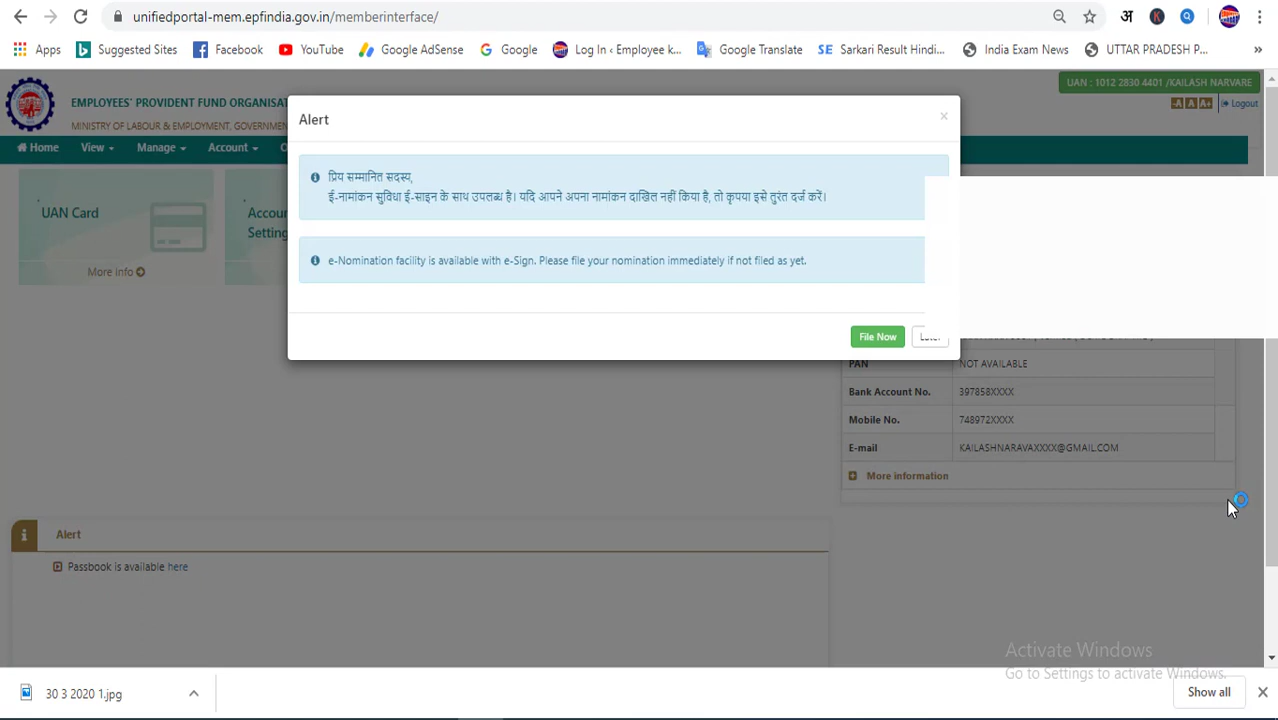 unifiedportal-mem.epfindia.gov.in/memberinterface/
अ K
Apps Suggested Sites Facebook YouTube Google AdSense Google Log In ‹ Employee k... Google Translate SE Sarkari Result Hindi... India Exam News UTTAR PRADESH P... »
UAN : 1012 2830 4401 /KAILASH NARVARE
EMPLOYEES' PROVIDENT FUND ORGANISAT
-A A A+ Logout
MINISTRY OF LABOUR & EMPLOYMENT, GOVERNMEN
Home View Manage Account O
Alert ×
प्रिय सम्मानित सदस्य,
ई-नामांकन सुविधा ई-साइन के साथ उपलब्ध है। यदि आपने अपना नामांकन दाखिल नहीं किया है, तो कृपया इसे तुरंत दर्ज करें।
e-Nomination facility is available with e-Sign. Please file your nomination immediately if not filed as yet.
File Now Later
UAN Card
Accou
Setting
More Info
PAN NOT AVAILABLE
Bank Account No. 397858XXXX
Mobile No. 748972XXXX
E-mail KAILASHNARAVAXXXX@GMAIL.COM
More information
Alert
Passbook is available here
Activate Windows
Go to Settings to activate Windows.
30 3 2020 1.jpg
Show all